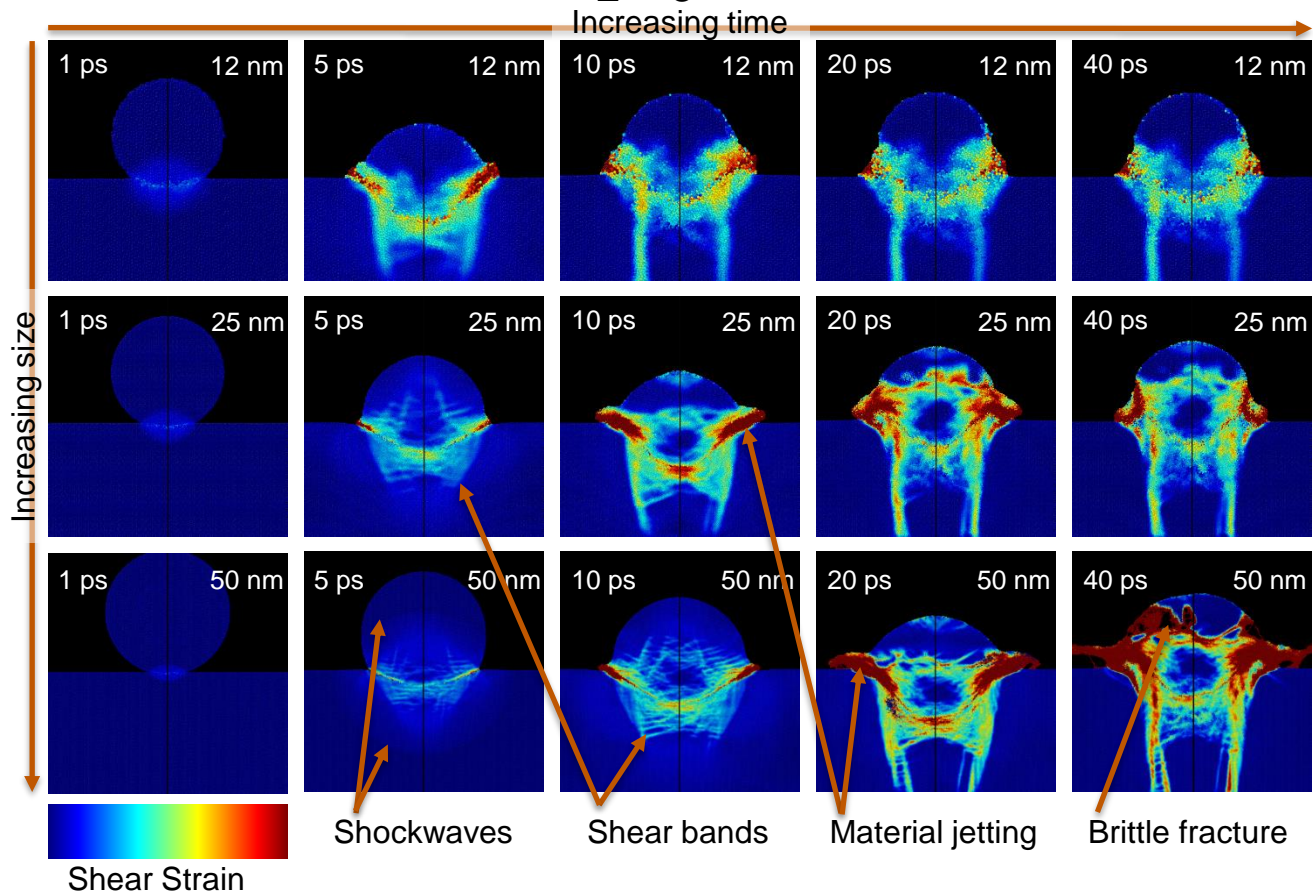 Increasing time
1 ps 12 nm 5 ps 12 nm 10 ps 12 nm 20 ps 12 nm 40 ps 12 nm
Increasing size
1 ps 25 nm 5 ps 25 nm 10 ps 25 nm 20 ps 25 nm 40 ps 25 nm
1 ps 50 nm 5 ps 50 nm 10 ps 50 nm 20 ps 50 nm 40 ps 50 nm
Shockwaves Shear bands Material jetting Brittle fracture
Shear Strain